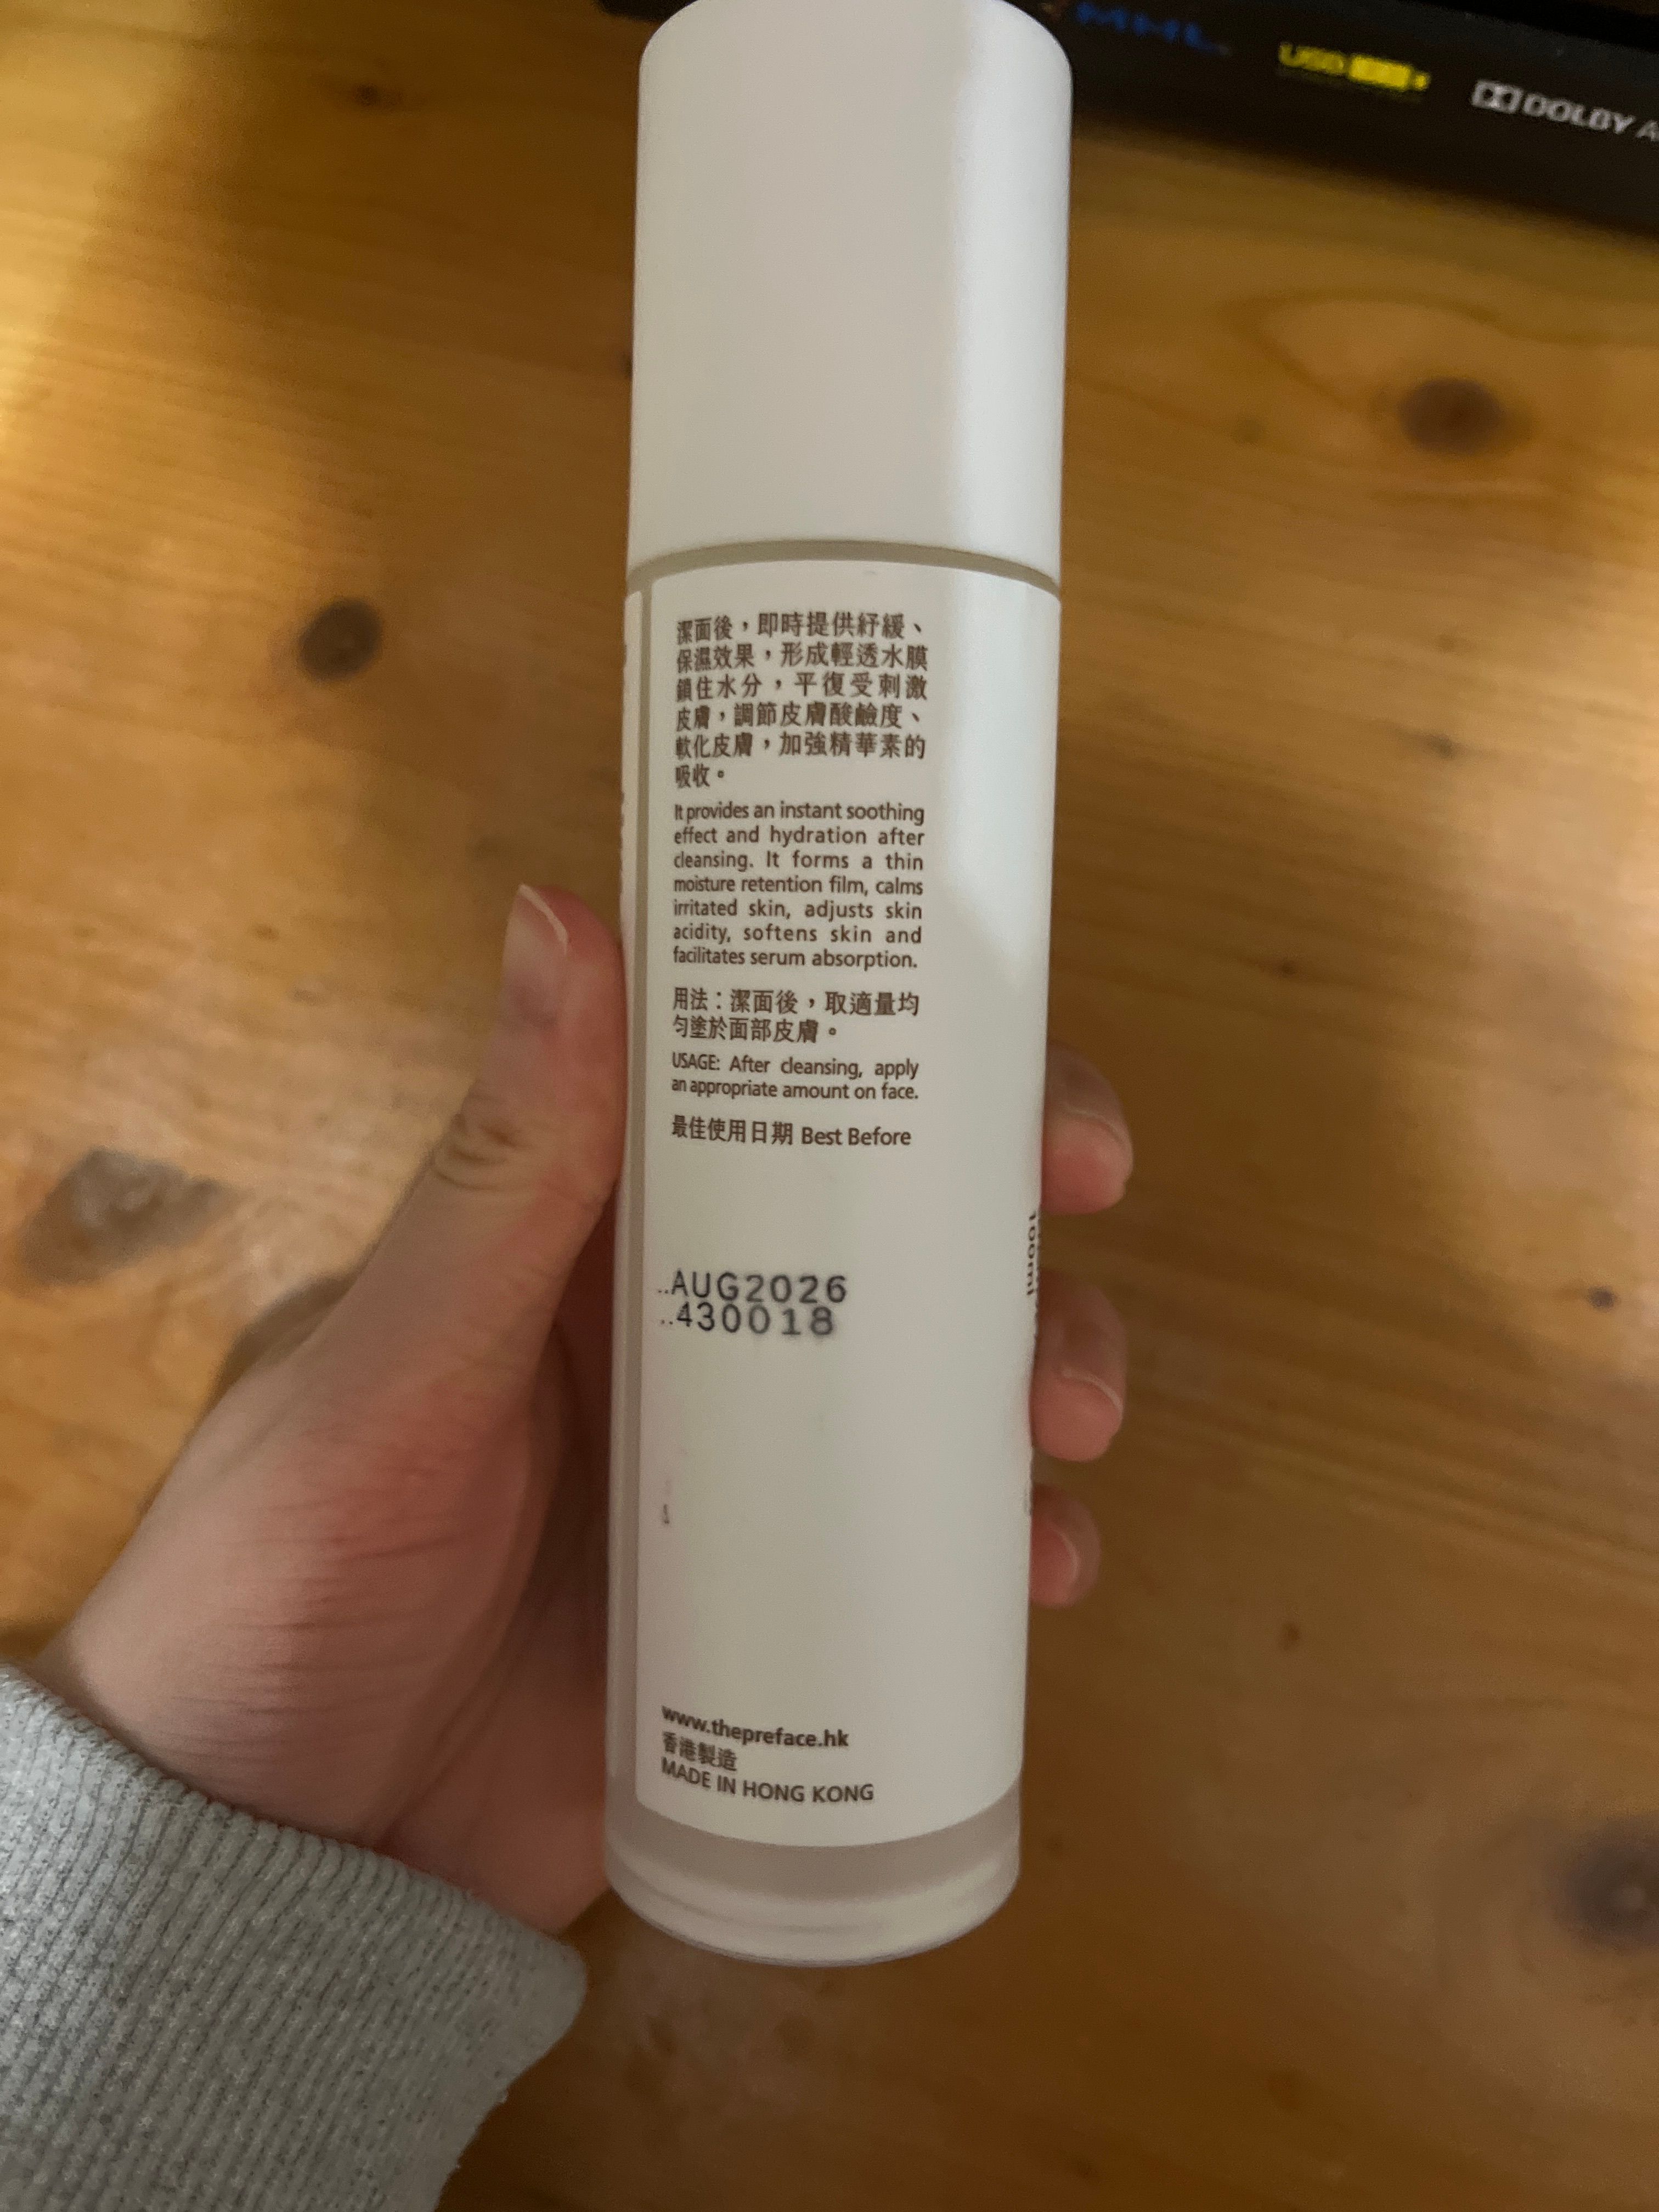 DOLBY
潔面後，即時提供紓緩、
保濕效果，形成輕透水膜
鎖住水分，平復受刺激
皮膚，調節皮膚酸鹼度、
軟化皮膚，加強精華素的
吸收。
It provides an instant soothing
effect and hydration after
cleansing. It forms a thin
moisture retention film, calms
irritated skin, adjusts skin
acidity, softens skin and
facilitates serum absorption.
用法：潔面後，取適量均
勻塗於面部皮膚。
USAGE: After cleansing, apply
an appropriate amount on face.
最佳使用日期 Best Before
AUG2026
430018
100ml
www.thepreface.hk
香港製造
MADE IN HONG KONG